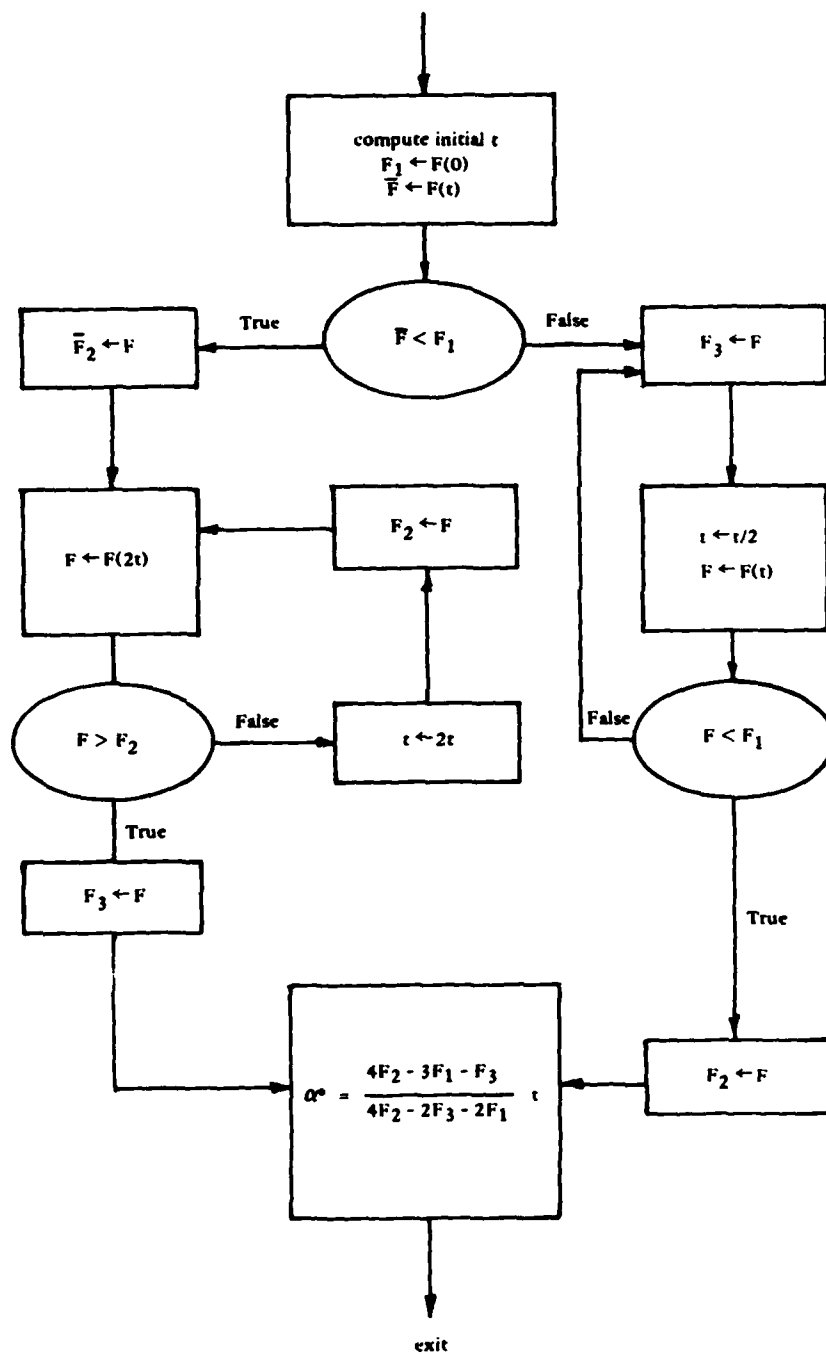 compute initial t
F₁ ← F(0)
F̅ ← F(t)
F̅ < F₁
True
False
F̅₂ ← F
F₃ ← F
F ← F(2t)
F₂ ← F
t ← t/2
F ← F(t)
F > F₂
False
t ← 2t
False
F < F₁
True
F₃ ← F
True
α* = (4F₂ - 3F₁ - F₃) / (4F₂ - 2F₃ - 2F₁) t
F₂ ← F
exit